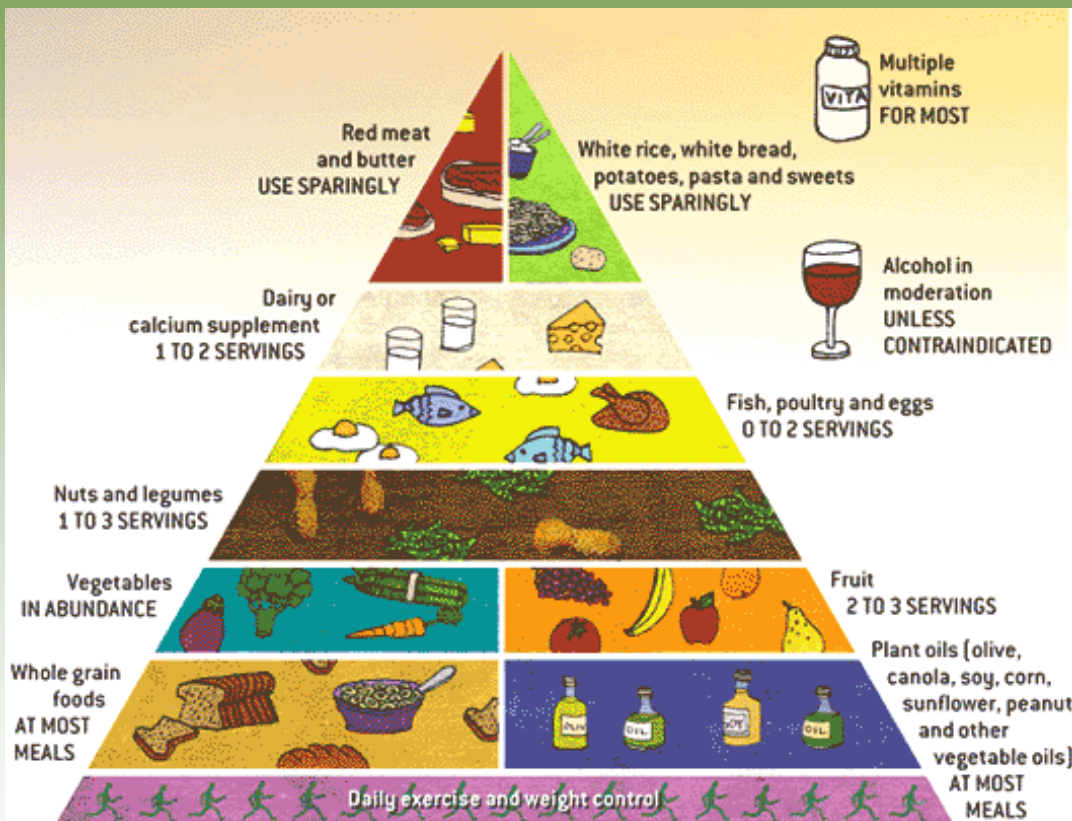 Multiple
vitamins
FOR MOST
VITA
Red meat
and butter
USE SPARINGLY
White rice, white bread,
potatoes, pasta and sweets
USE SPARINGLY
Alcohol in
moderation
UNLESS
CONTRAINDICATED
Dairy or
calcium supplement
1 TO 2 SERVINGS
Fish, poultry and eggs
0 TO 2 SERVINGS
Nuts and legumes
1 TO 3 SERVINGS
Vegetables
IN ABUNDANCE
Fruit
2 TO 3 SERVINGS
Whole grain
foods
AT MOST
MEALS
Plant oils (olive,
canola, soy, corn,
sunflower, peanut
and other
vegetable oils)
AT MOST
MEALS
OIL
OIL
Daily exercise and weight control